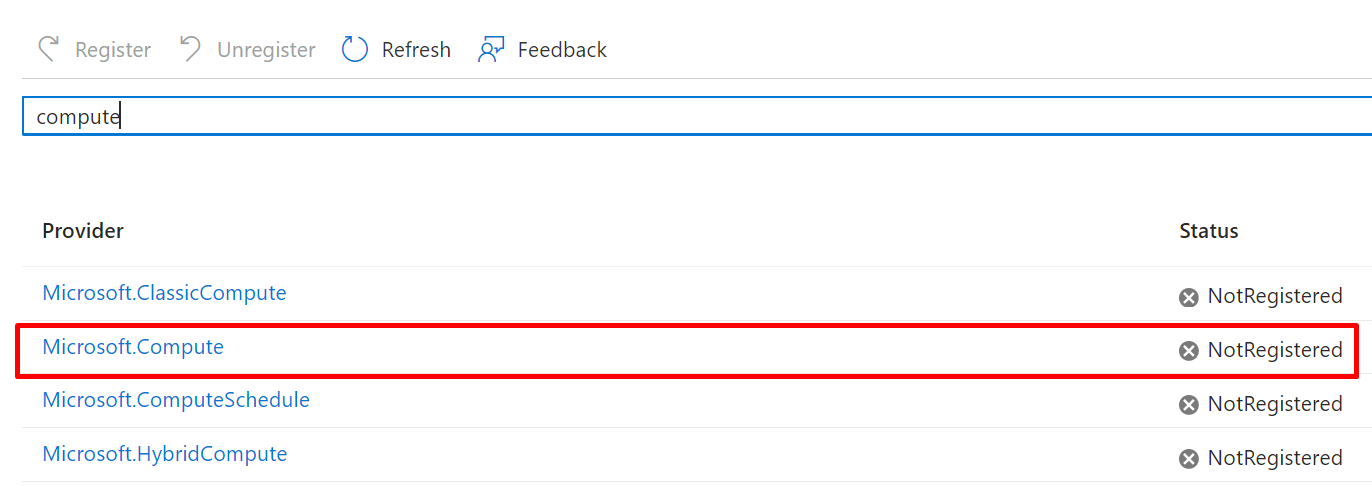 Register Unregister Refresh Feedback
compute
Provider Status
Microsoft.ClassicCompute NotRegistered
Microsoft.Compute NotRegistered
Microsoft.ComputeSchedule NotRegistered
Microsoft.HybridCompute NotRegistered